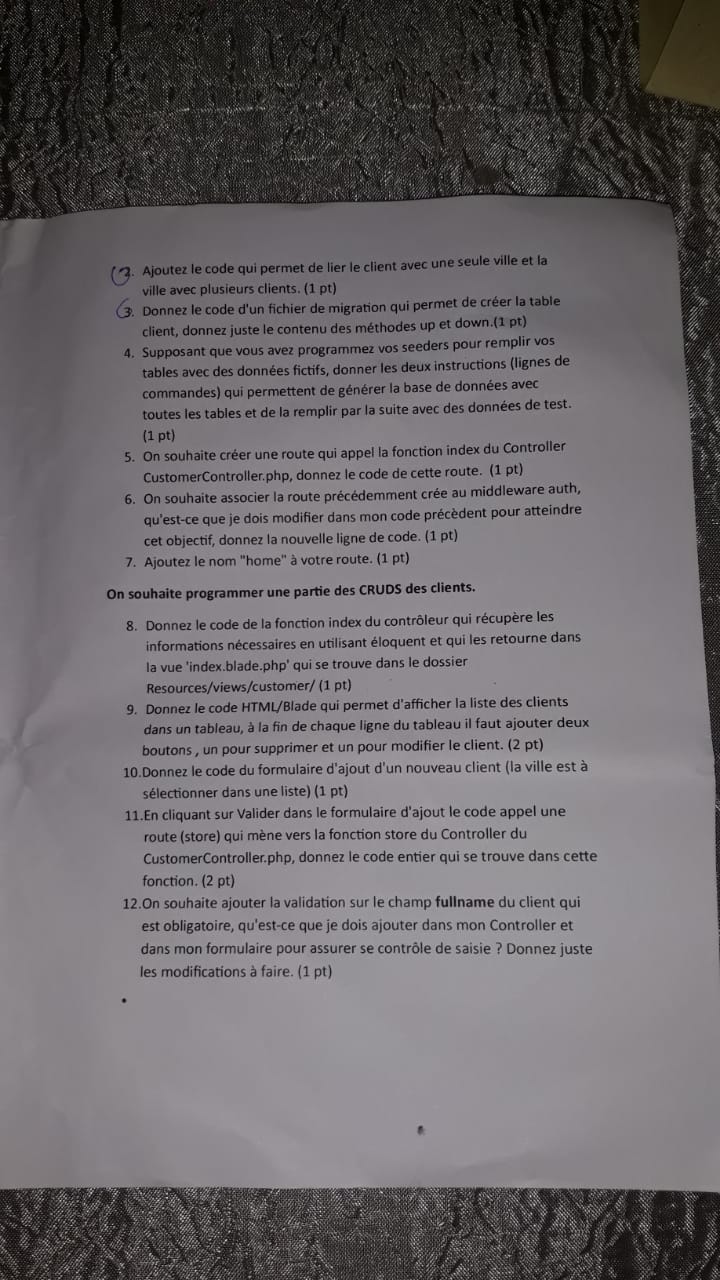 2. Ajoutez le code qui permet de lier le client avec une seule ville et la
ville avec plusieurs clients. (1 pt)
3. Donnez le code d'un fichier de migration qui permet de créer la table
client, donnez juste le contenu des méthodes up et down.(1 pt)
4. Supposant que vous avez programmez vos seeders pour remplir vos
tables avec des données fictifs, donner les deux instructions (lignes de
commandes) qui permettent de générer la base de données avec
toutes les tables et de la remplir par la suite avec des données de test.
(1 pt)
5. On souhaite créer une route qui appel la fonction index du Controller
CustomerController.php, donnez le code de cette route. (1 pt)
6. On souhaite associer la route précédemment crée au middleware auth,
qu'est-ce que je dois modifier dans mon code précèdent pour atteindre
cet objectif, donnez la nouvelle ligne de code. (1 pt)
7. Ajoutez le nom "home" à votre route. (1 pt)
On souhaite programmer une partie des CRUDS des clients.
8. Donnez le code de la fonction index du contrôleur qui récupère les
informations nécessaires en utilisant éloquent et qui les retourne dans
la vue 'index.blade.php' qui se trouve dans le dossier
Resources/views/customer/ (1 pt)
9. Donnez le code HTML/Blade qui permet d'afficher la liste des clients
dans un tableau, à la fin de chaque ligne du tableau il faut ajouter deux
boutons , un pour supprimer et un pour modifier le client. (2 pt)
10.Donnez le code du formulaire d'ajout d'un nouveau client (la ville est à
sélectionner dans une liste) (1 pt)
11.En cliquant sur Valider dans le formulaire d'ajout le code appel une
route (store) qui mène vers la fonction store du Controller du
CustomerController.php, donnez le code entier qui se trouve dans cette
fonction. (2 pt)
12.On souhaite ajouter la validation sur le champ fullname du client qui
est obligatoire, qu'est-ce que je dois ajouter dans mon Controller et
dans mon formulaire pour assurer se contrôle de saisie ? Donnez juste
les modifications à faire. (1 pt)